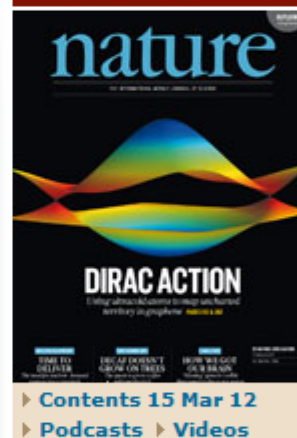 OUTLOOK
nature
THE INTERNATIONAL WEEKLY JOURNAL OF SCIENCE
DIRAC ACTION
Using ultracold atoms to map uncharted
territory in graphene
TIME TO
DELIVER
DECAF DOESN'T
GROW ON TREES
HOW WE GOT
OUR BRAIN
Contents 15 Mar 12
Podcasts Videos